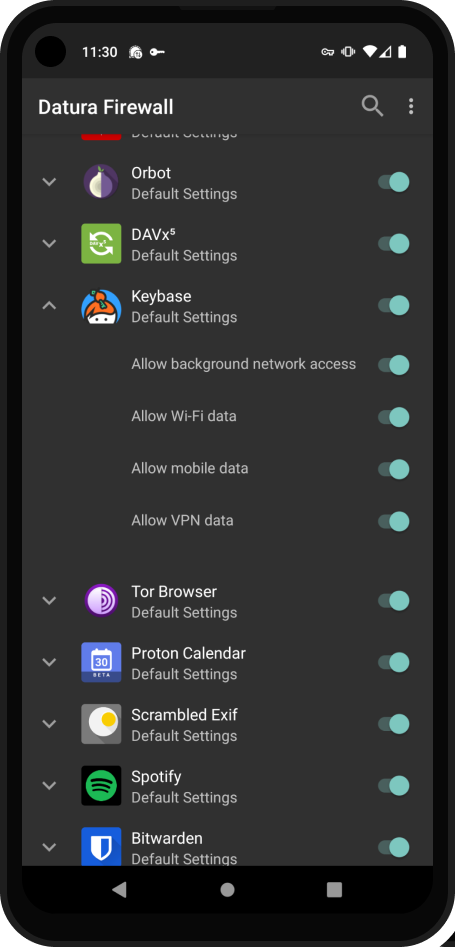 11:30
Datura Firewall
Default Settings
Orbot
Default Settings
DAVx⁵
Default Settings
Keybase
Default Settings
Allow background network access
Allow Wi-Fi data
Allow mobile data
Allow VPN data
Tor Browser
Default Settings
30
BETA
Proton Calendar
Default Settings
Scrambled Exif
Default Settings
Spotify
Default Settings
Bitwarden
Default Settings